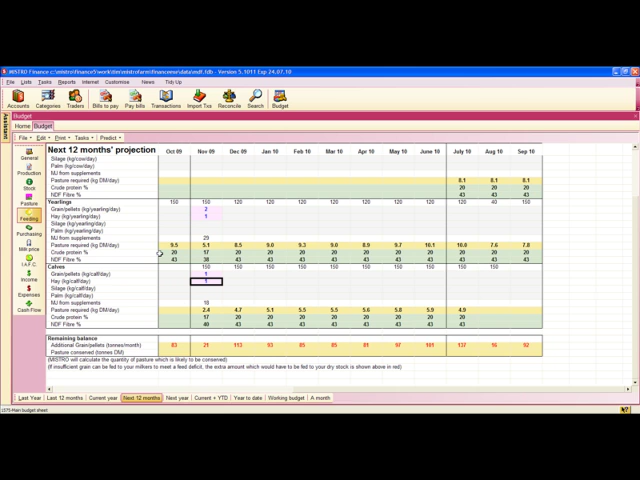 MISTRO Finance c:\mistro\finance5\work\tim\mistrofarm\financenw\data\mdf.fdb - Version 5.1011 Exp 24.07.10
File Lists Tasks Reports Internet Customise News Tids Up
Accounts Categories Traders Bills to pay Pay bills Transactions Import Txs Reconcile Search Budget
Assistant
Budget
Home Budget
File Edit Print Tasks Predict
General
Production
Stock
Pasture
Feeding
Purchasing
Milk price
I.A.F.C.
Income
Expenses
Cash Flow
Next 12 months' projection Oct 09 Nov 09 Dec 09 Jan 10 Feb 10 Mar 10 Apr 10 May 10 June 10 July 10 Aug 10 Sep 10
Silage (kg/cow/day)
Palm (kg/cow/day)
MJ from supplements
Pasture required (kg DM/day) 8.1 8.1 8.1
Crude protein % 20 20 20
NDF Fibre % 43 43 43
Yearlings 150 150 120 120 120 120 120 120 120 120 40 150
Grain/pellets (kg/yearling/day) 2
Hay (kg/yearling/day) 1
Silage (kg/yearling/day)
Palm (kg/yearling/day)
MJ from supplements 29
Pasture required (kg DM/day) 9.5 5.1 8.5 9.0 9.3 9.0 8.9 9.7 10.1 10.0 7.6 7.8
Crude protein % 20 17 20 20 20 20 20 20 20 20 20 20
NDF Fibre % 43 38 43 43 43 43 43 43 43 43 43 43
Calves 150 150 150 150 150 150 150 150 150 150
Grain/pellets (kg/calf/day) 1
Hay (kg/calf/day) 1
Silage (kg/calf/day)
Palm (kg/calf/day)
MJ from supplements 18
Pasture required (kg DM/day) 2.4 4.7 5.1 5.5 5.6 5.4 5.8 5.9 4.9
Crude protein % 17 20 20 20 20 20 20 20 20
NDF Fibre % 40 43 43 43 43 43 43 43 43
Remaining balance
Additional Grain/pellets (tonnes/month) 83 21 113 93 85 85 81 97 101 137 16 92
Pasture conserved (tonnes DM)
(MISTRO will calculate the quantity of pasture which is likely to be conserved)
(If insufficient grain can be fed to your milkers to meet a feed deficit, the extra amount which would have to be fed to your dry stock is shown above in red)
Last Year Last 12 months Current year Next 12 months Next year Current + YTD Year to date Working budget A month